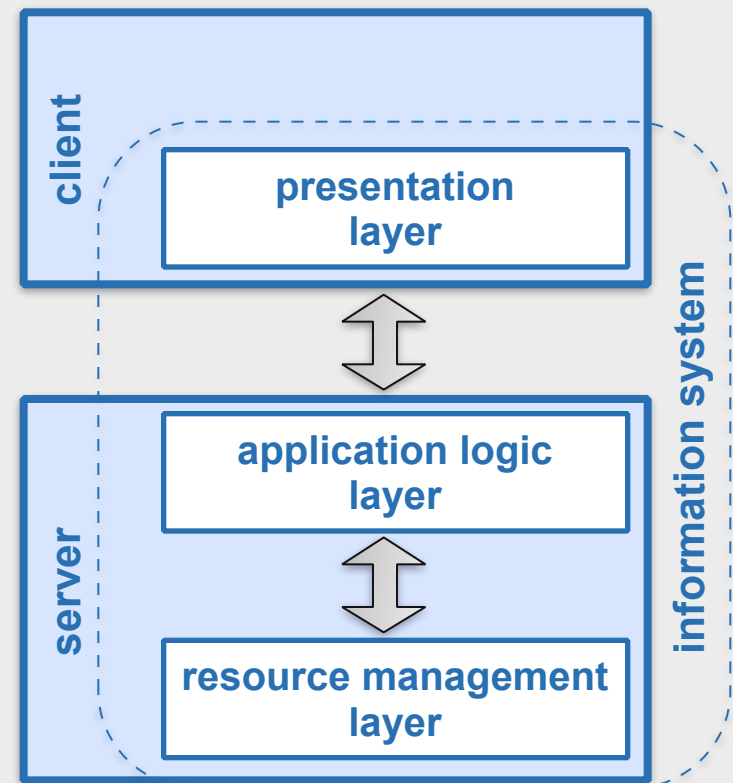 client
presentation
layer
information system
server
application logic
layer
resource management
layer